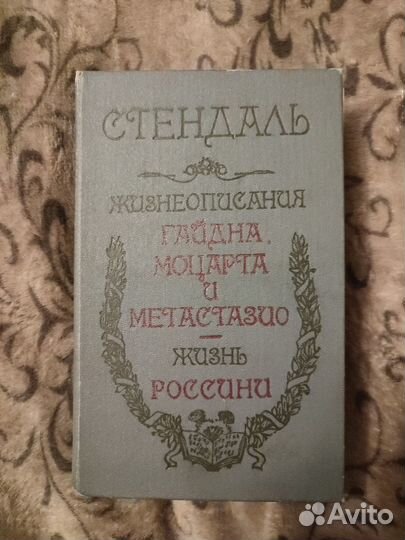 СТЕНДАЛЬ
ЖИЗНЕОПИСАНИЯ
ГАЙДНА,
МОЦАРТА
И
МЕТАСТАЗИО
ЖИЗНЬ
РОССИНИ
Avito